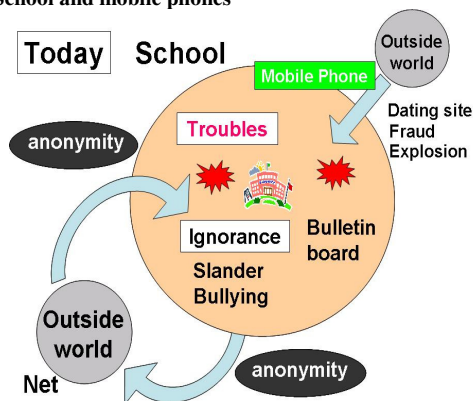 school and mobile phones
Today School
Outside
world
Mobile Phone
Dating site
Fraud
Explosion
Troubles
anonymity
Ignorance
Bulletin
board
Slander
Bullying
Outside
world
Net
anonymity